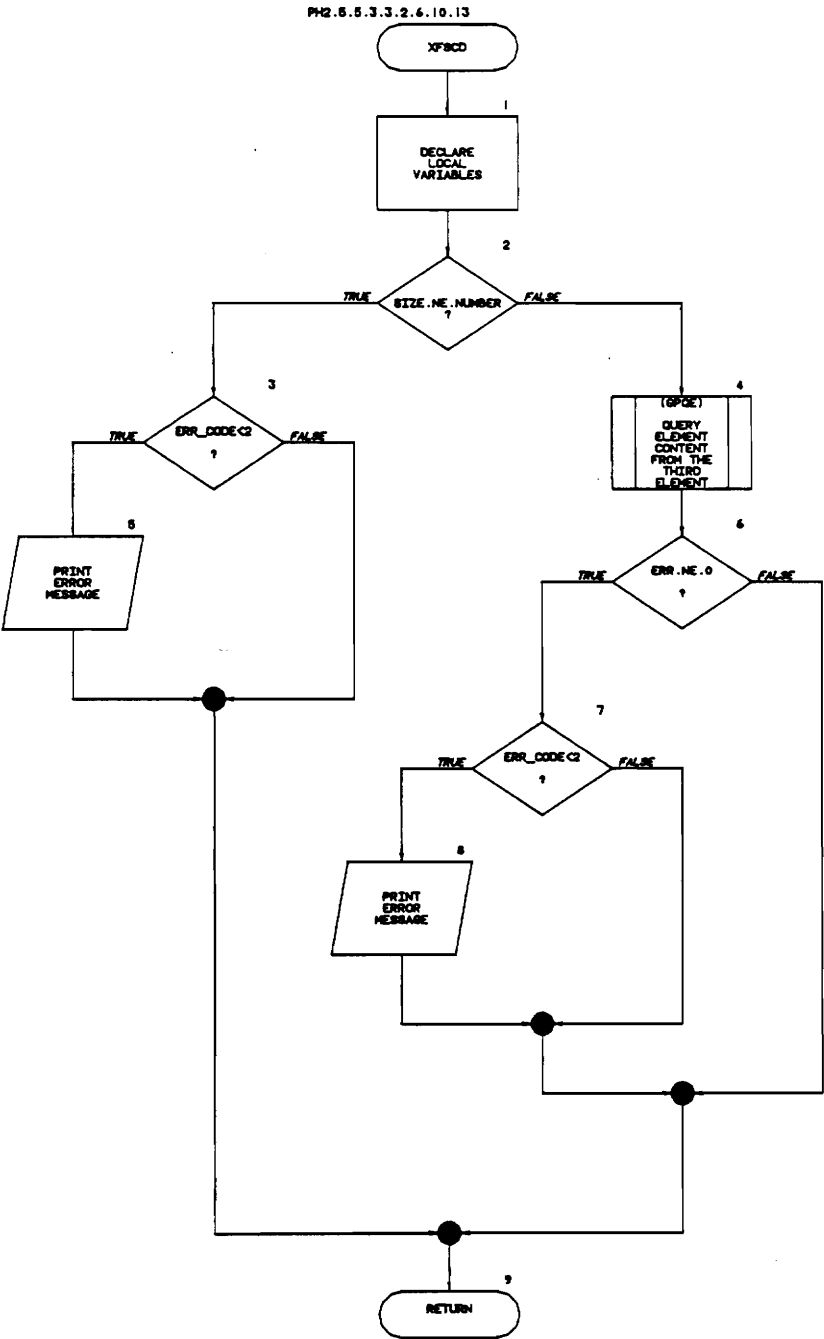 PH2.5.5.3.3.2.6.10.13
XFSCD
1
DECLARE
LOCAL
VARIABLES
2
TRUE
SIZE.NE.NUMBER
?
FALSE
3
TRUE
ERR_CODE<2
?
FALSE
4
(GPQE)
QUERY
ELEMENT
CONTENT
FROM THE
THIRD
ELEMENT
5
PRINT
ERROR
MESSAGE
6
TRUE
ERR.NE.0
?
FALSE
7
TRUE
ERR_CODE<2
?
FALSE
8
PRINT
ERROR
MESSAGE
9
RETURN